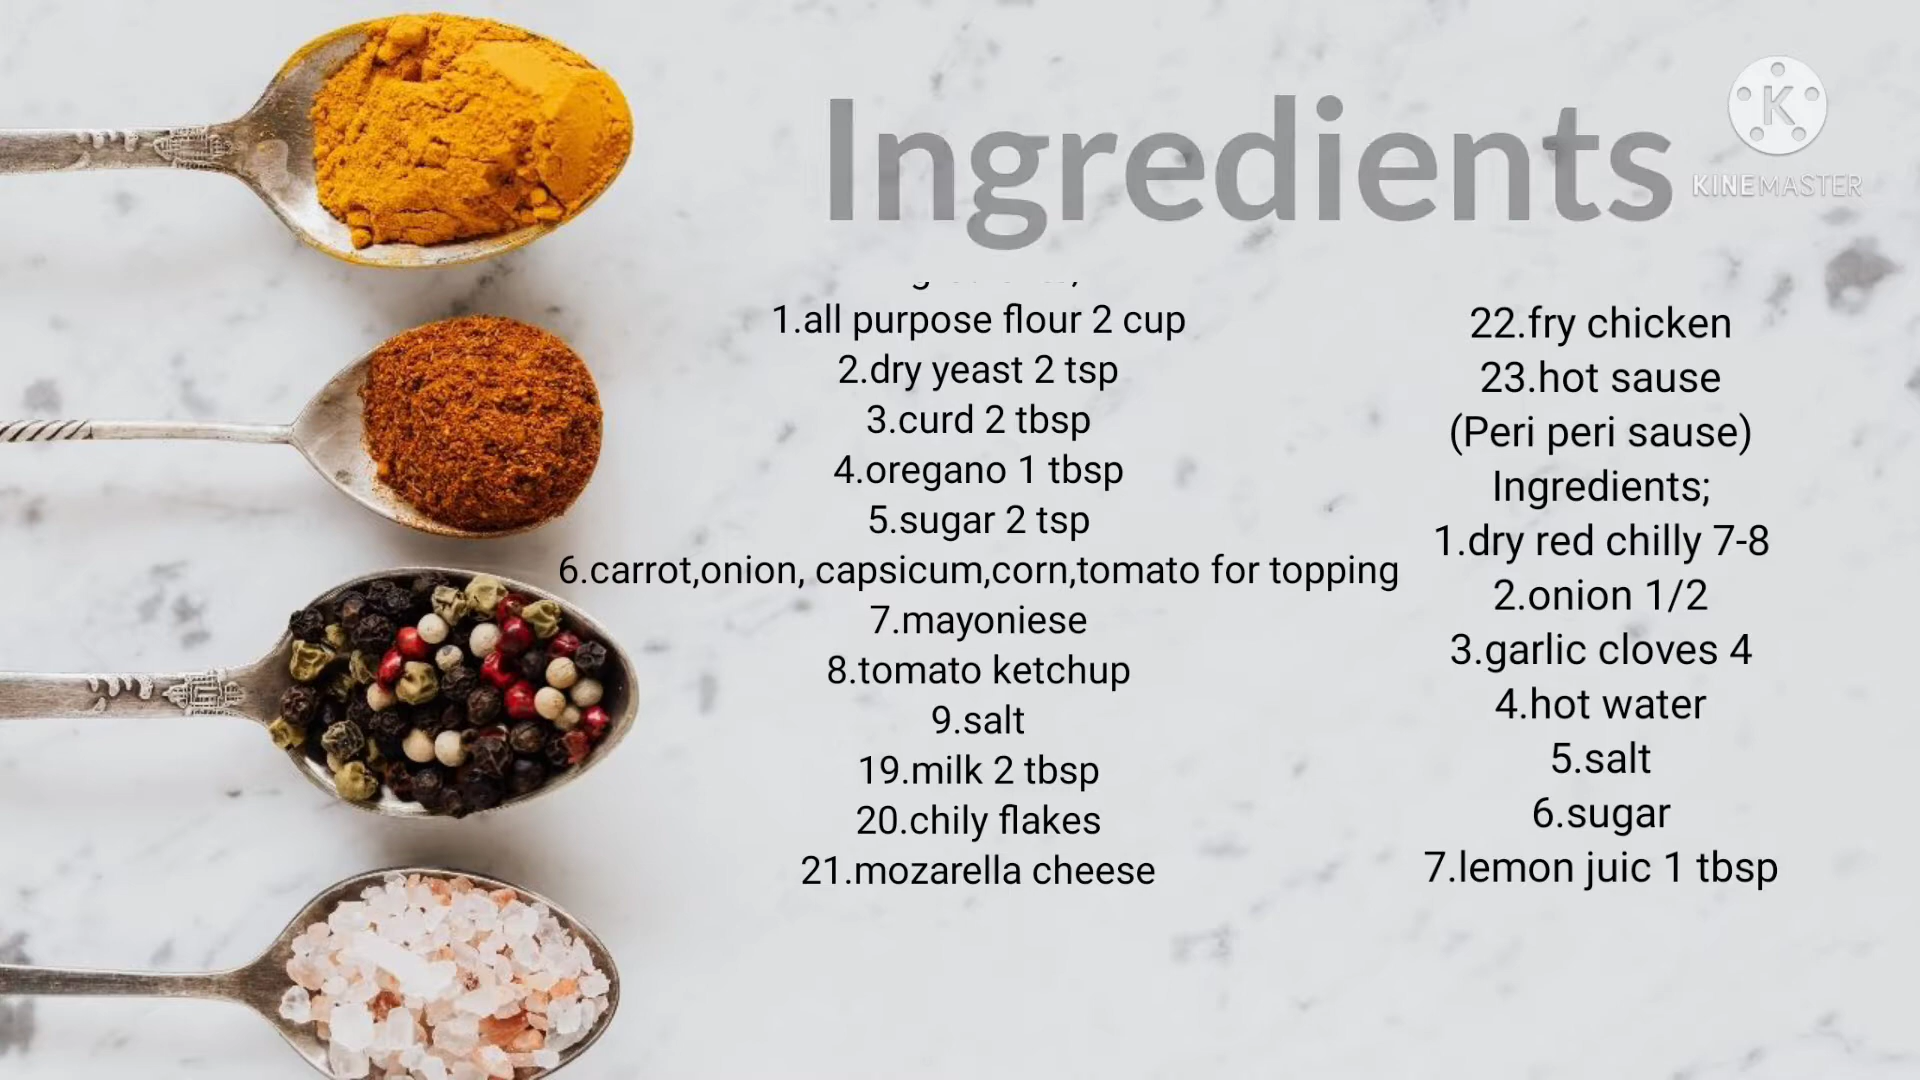 Ingredients
K
KINEMASTER
1.all purpose flour 2 cup
2.dry yeast 2 tsp
3.curd 2 tbsp
4.oregano 1 tbsp
5.sugar 2 tsp
6.carrot,onion, capsicum,corn,tomato for topping
7.mayoniese
8.tomato ketchup
9.salt
19.milk 2 tbsp
20.chily flakes
21.mozarella cheese
22.fry chicken
23.hot sause
(Peri peri sause)
Ingredients;
1.dry red chilly 7-8
2.onion 1/2
3.garlic cloves 4
4.hot water
5.salt
6.sugar
7.lemon juic 1 tbsp